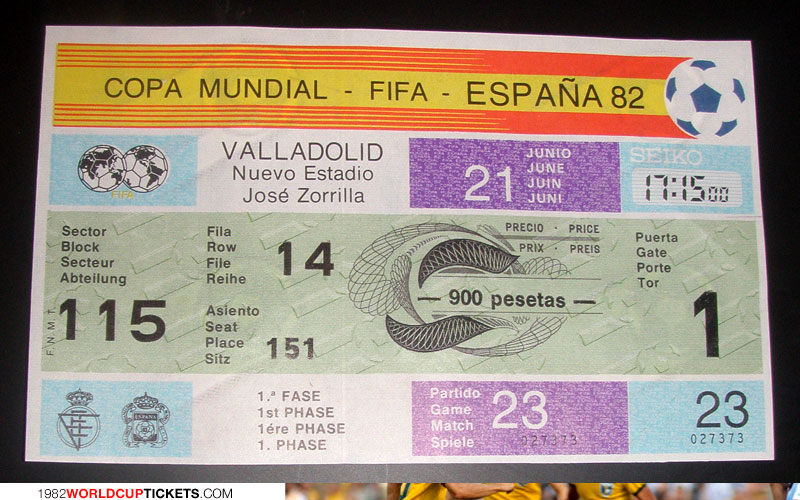 COPA MUNDIAL - FIFA - ESPAÑA 82
FIFA
VALLADOLID
Nuevo Estadio
José Zorrilla
21
JUNIO
JUNE
JUIN
JUNI
SEIKO
17:15 00
Sector
Block
Secteur
Abteilung
115
F.N.M.T.
Fila
Row
File
Reihe
14
Asiento
Seat
Place
Sitz
151
PRECIO - PRICE
PRIX - PREIS
— 900 pesetas —
Puerta
Gate
Porte
Tor
1
ESPAÑA
1.ª FASE
1st PHASE
1ére PHASE
1. PHASE
Partido
Game
Match
Spiele
23
027373
23
027373
1982WORLDCUPTICKETS.COM